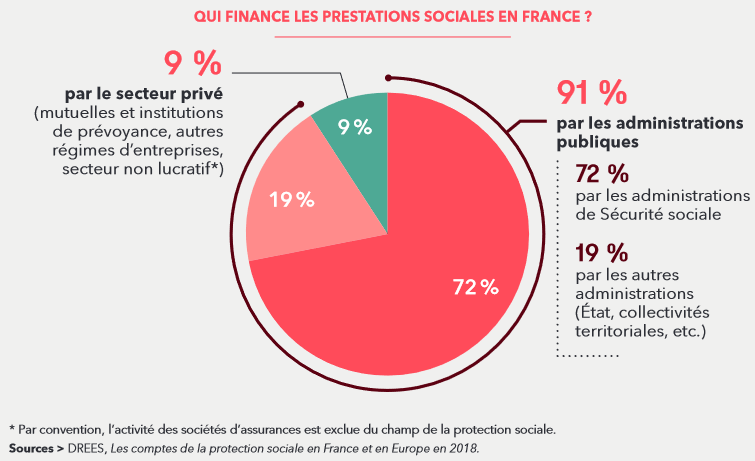 QUI FINANCE LES PRESTATIONS SOCIALES EN FRANCE ?
9 %
par le secteur privé
(mutuelles et institutions
de prévoyance, autres
régimes d'entreprises,
secteur non lucratif*)
9 %
19 %
72 %
91 %
par les administrations
publiques
72 %
par les administrations
de Sécurité sociale
19 %
par les autres
administrations
(État, collectivités
territoriales, etc.)
* Par convention, l'activité des sociétés d'assurances est exclue du champ de la protection sociale.
Sources > DREES, Les comptes de la protection sociale en France et en Europe en 2018.